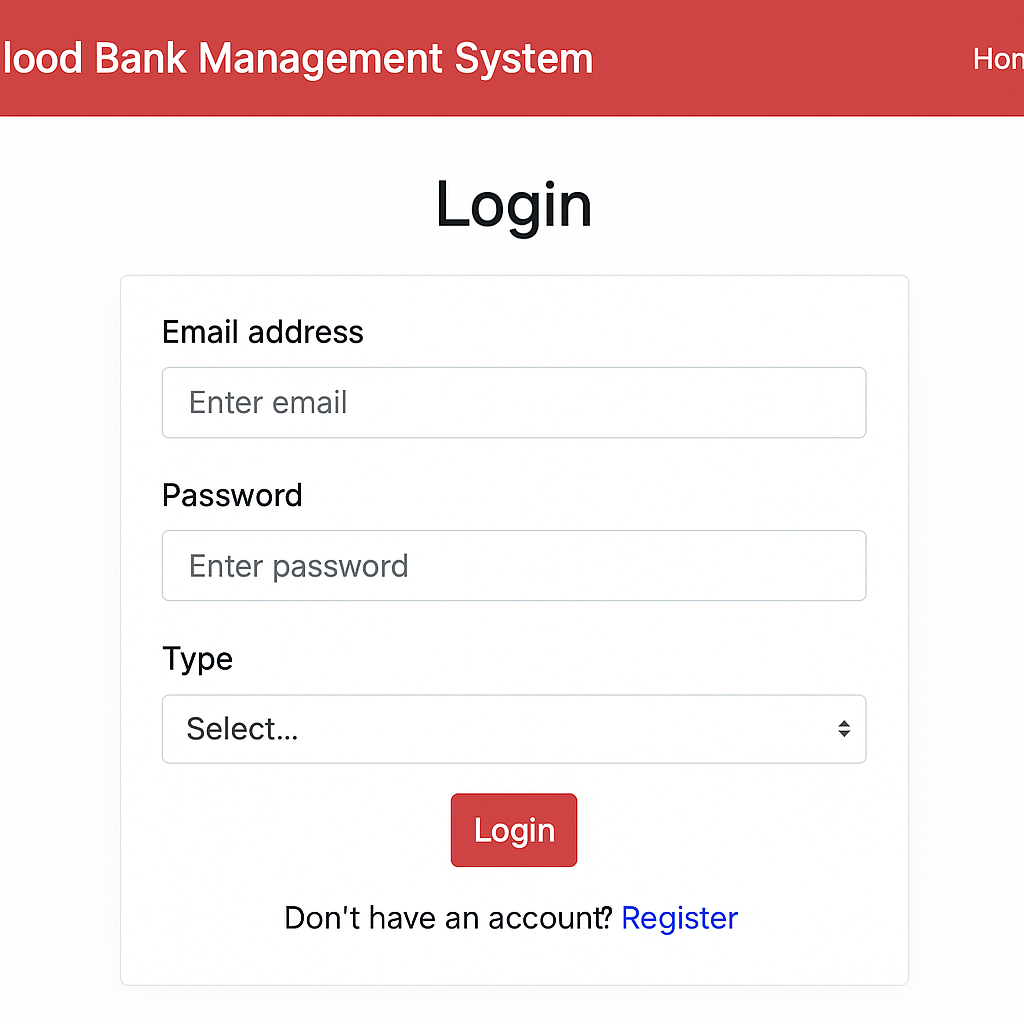 lood Bank Management System
Hon
Login
Email address
Enter email
Password
Enter password
Type
Select...
Login
Don't have an account? Register